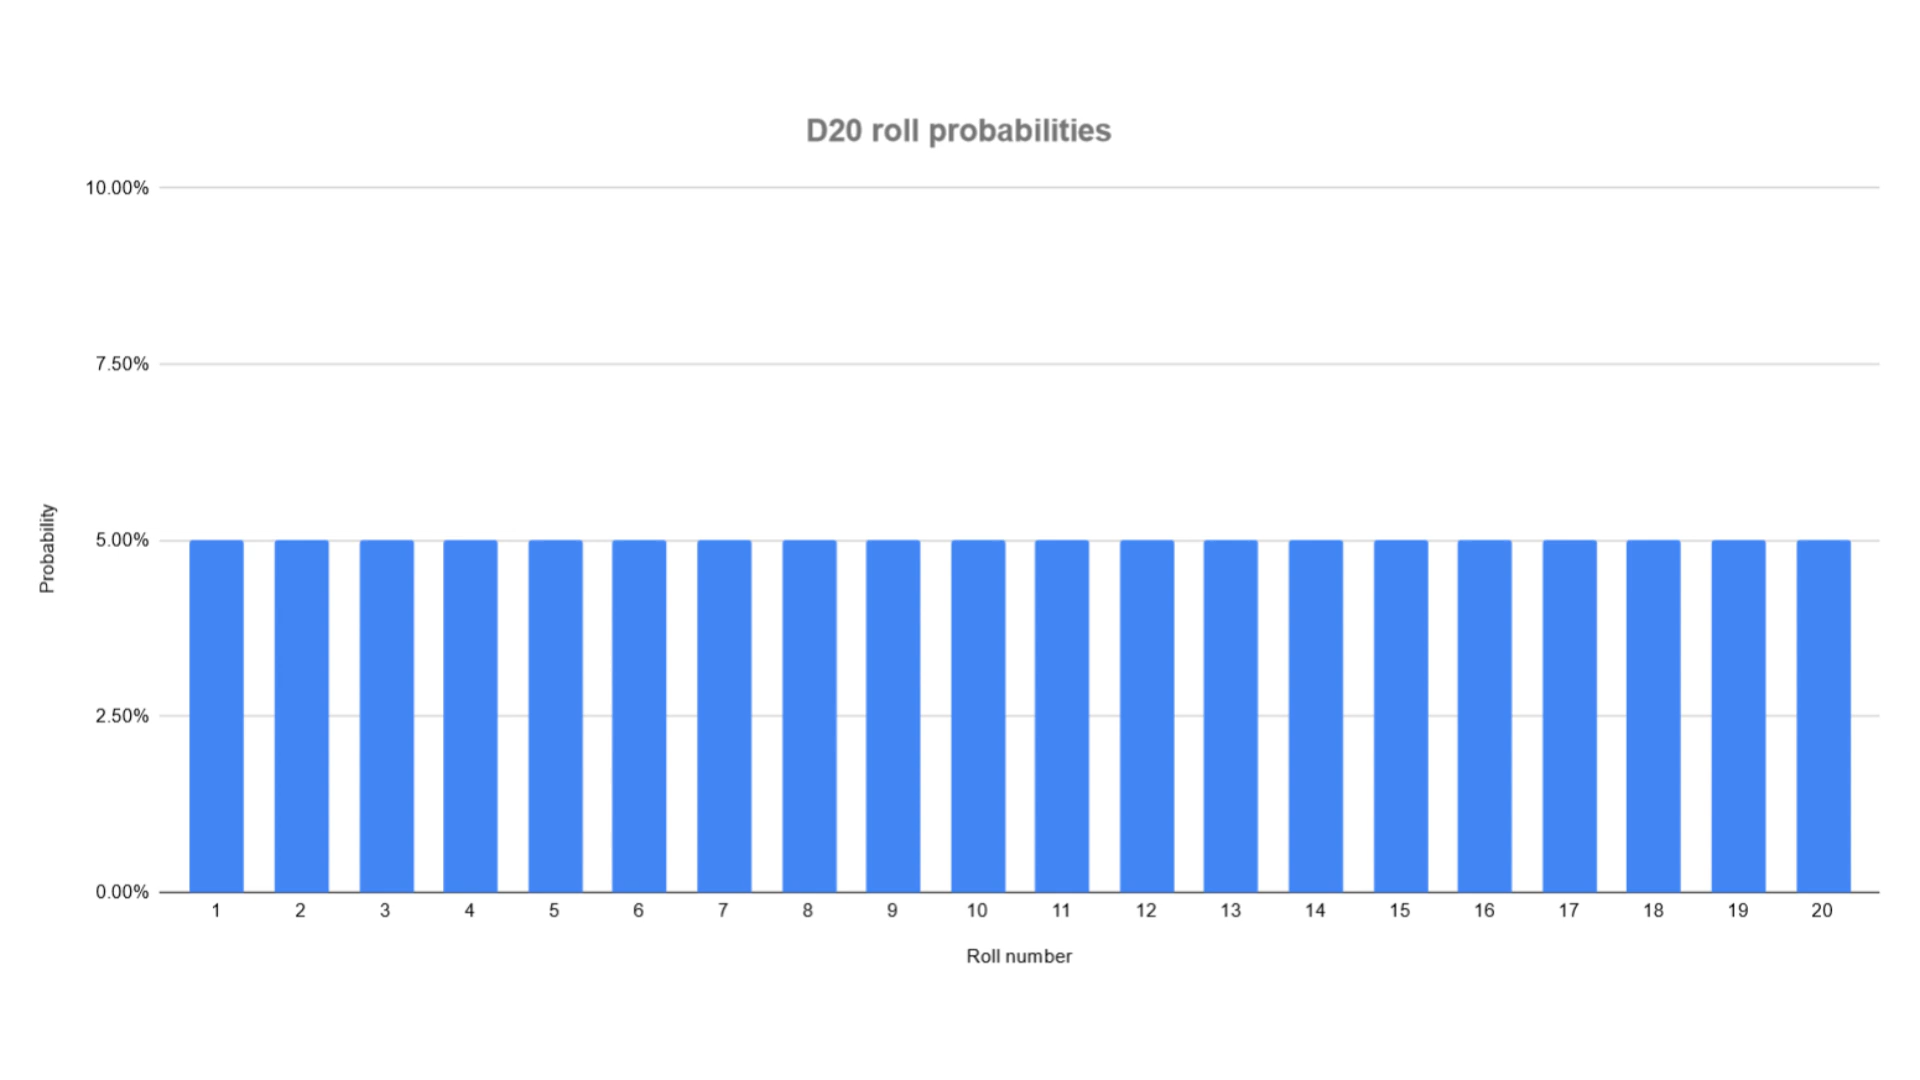 D20 roll probabilities
10.00%
7.50%
5.00%
2.50%
0.00%
Probability
1 2 3 4 5 6 7 8 9 10 11 12 13 14 15 16 17 18 19 20
Roll number